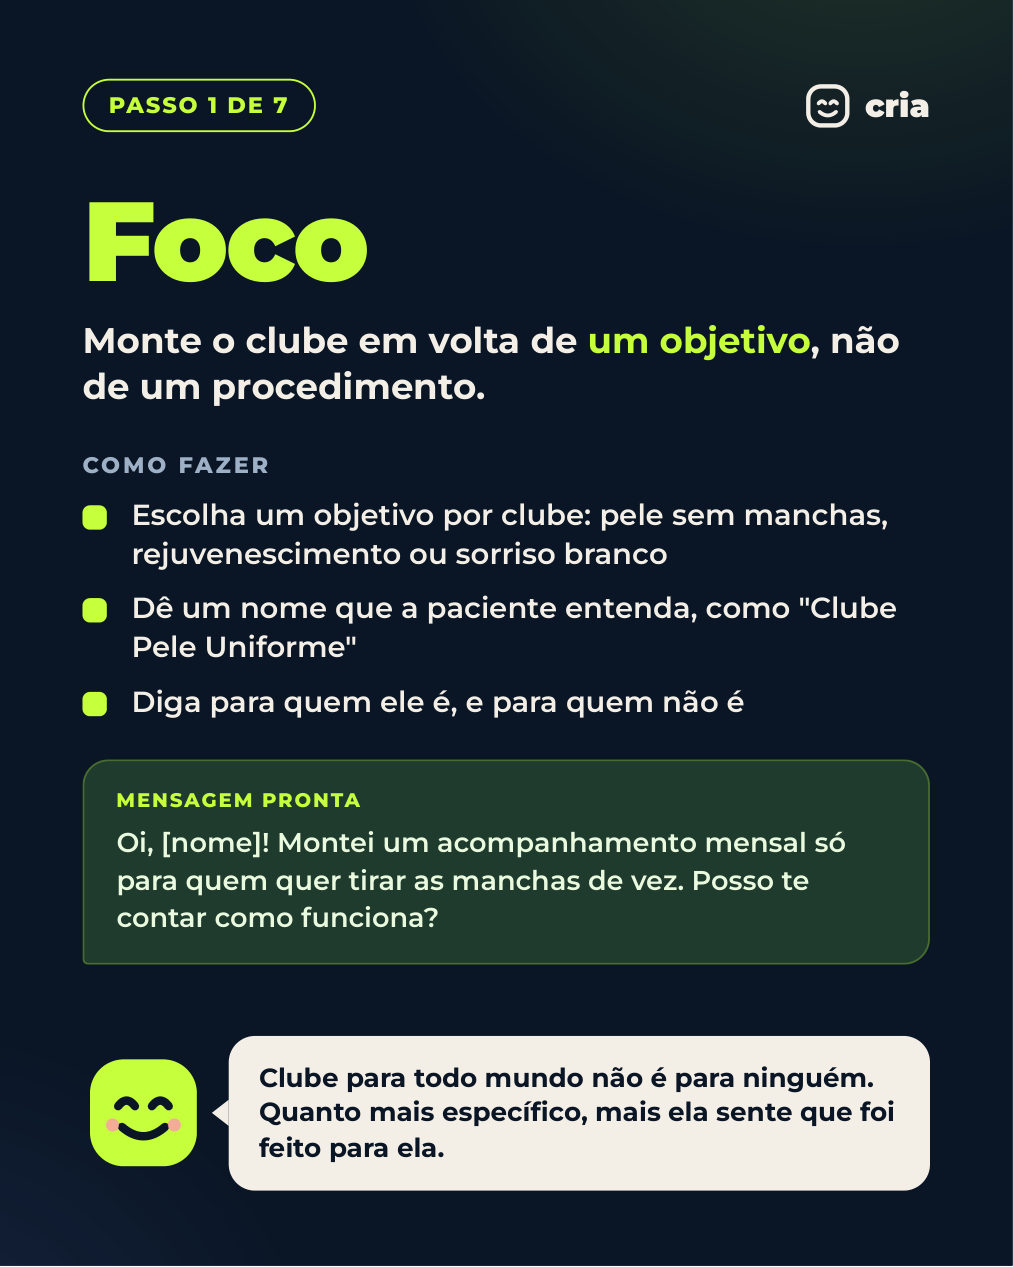 PASSO 1 DE 7
cria
Foco
Monte o clube em volta de um objetivo, não
de um procedimento.
COMO FAZER
Escolha um objetivo por clube: pele sem manchas,
rejuvenescimento ou sorriso branco
Dê um nome que a paciente entenda, como "Clube
Pele Uniforme"
Diga para quem ele é, e para quem não é
MENSAGEM PRONTA
Oi, [nome]! Montei um acompanhamento mensal só
para quem quer tirar as manchas de vez. Posso te
contar como funciona?
Clube para todo mundo não é para ninguém.
Quanto mais específico, mais ela sente que foi
feito para ela.